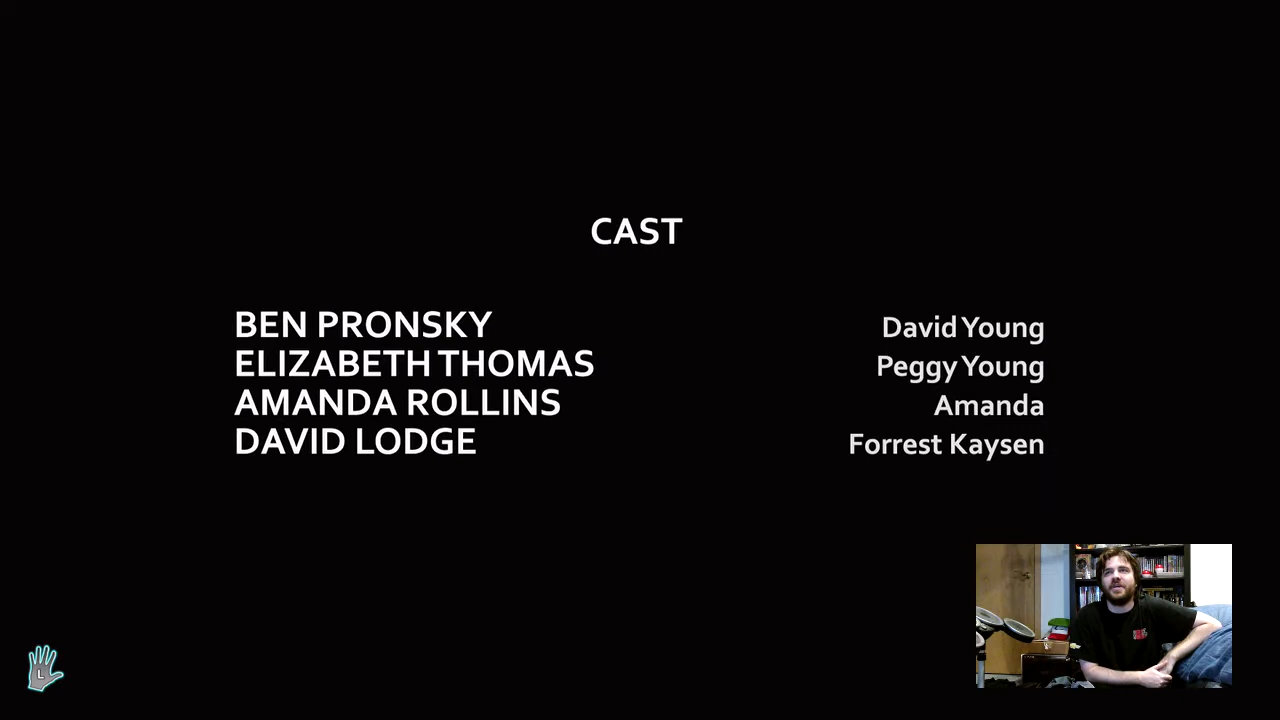 CAST
BEN PRONSKY David Young
ELIZABETH THOMAS Peggy Young
AMANDA ROLLINS Amanda
DAVID LODGE Forrest Kaysen
L